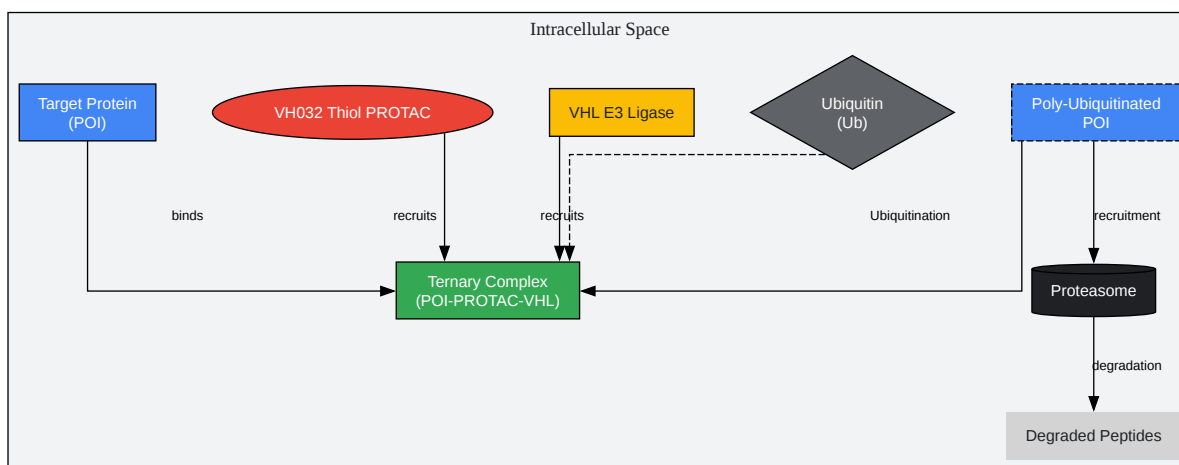 Intracellular Space
Target Protein
(POI)
VH032 Thiol PROTAC
VHL E3 Ligase
Ubiquitin
(Ub)
Poly-Ubiquitinated
POI
binds
recruits
recruits
Ubiquitination
recruitment
Ternary Complex
(POI-PROTAC-VHL)
Proteasome
degradation
Degraded Peptides